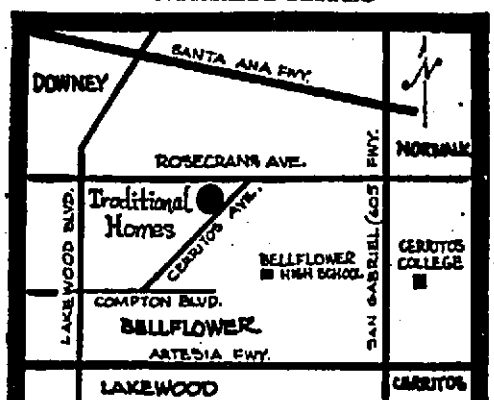 SANTA ANA FWY.
DOWNEY
NORWALK
ROSECRANS AVE.
Traditional
Homes
CERRITOS AVE.
LAKEWOOD BLVD.
SAN GABRIEL (605) FWY.
BELLFLOWER
HIGH SCHOOL
CERRITOS
COLLEGE
COMPTON BLVD.
BELLFLOWER
ARTESIA FWY.
LAKEWOOD
CERRITOS